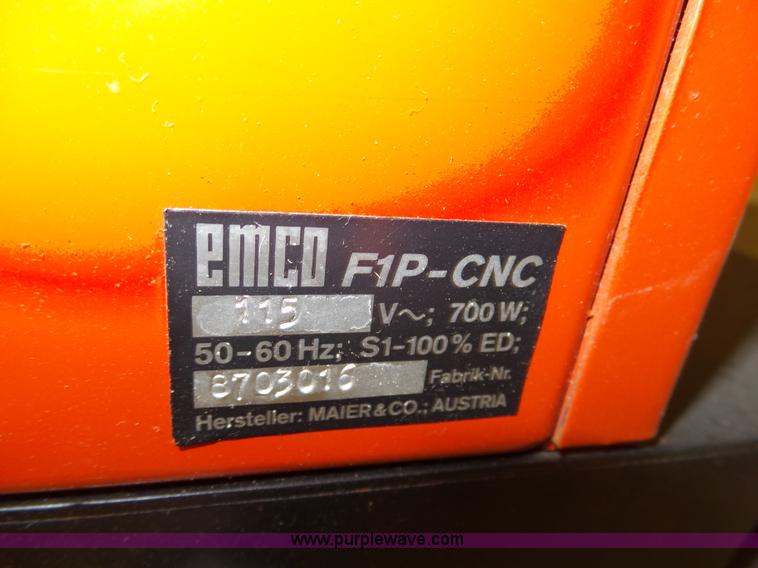 emco F1P-CNC
115 V~; 700 W;
50-60 Hz; S1-100% ED;
8703016 Fabrik-Nr.
Hersteller: MAIER & CO.; AUSTRIA
www.purplewave.com